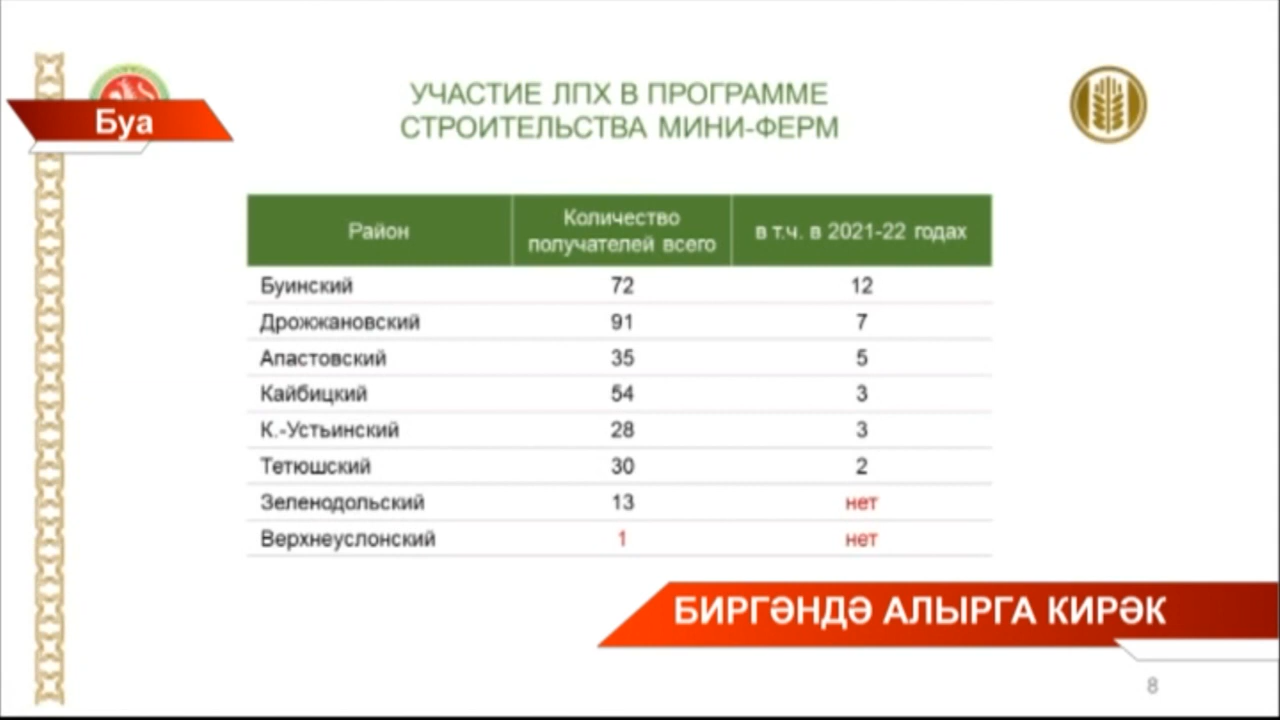 Буа
УЧАСТИЕ ЛПХ В ПРОГРАММЕ
СТРОИТЕЛЬСТВА МИНИ-ФЕРМ
Район
Количество
получателей всего
в т.ч. в 2021-22 годах
Буинский 72 12
Дрожжановский 91 7
Апастовский 35 5
Кайбицкий 54 3
К.-Устьинский 28 3
Тетюшский 30 2
Зеленодольский 13 нет
Верхнеуслонский 1 нет
БИРГӘНДӘ АЛЫРГА КИРӘК
8